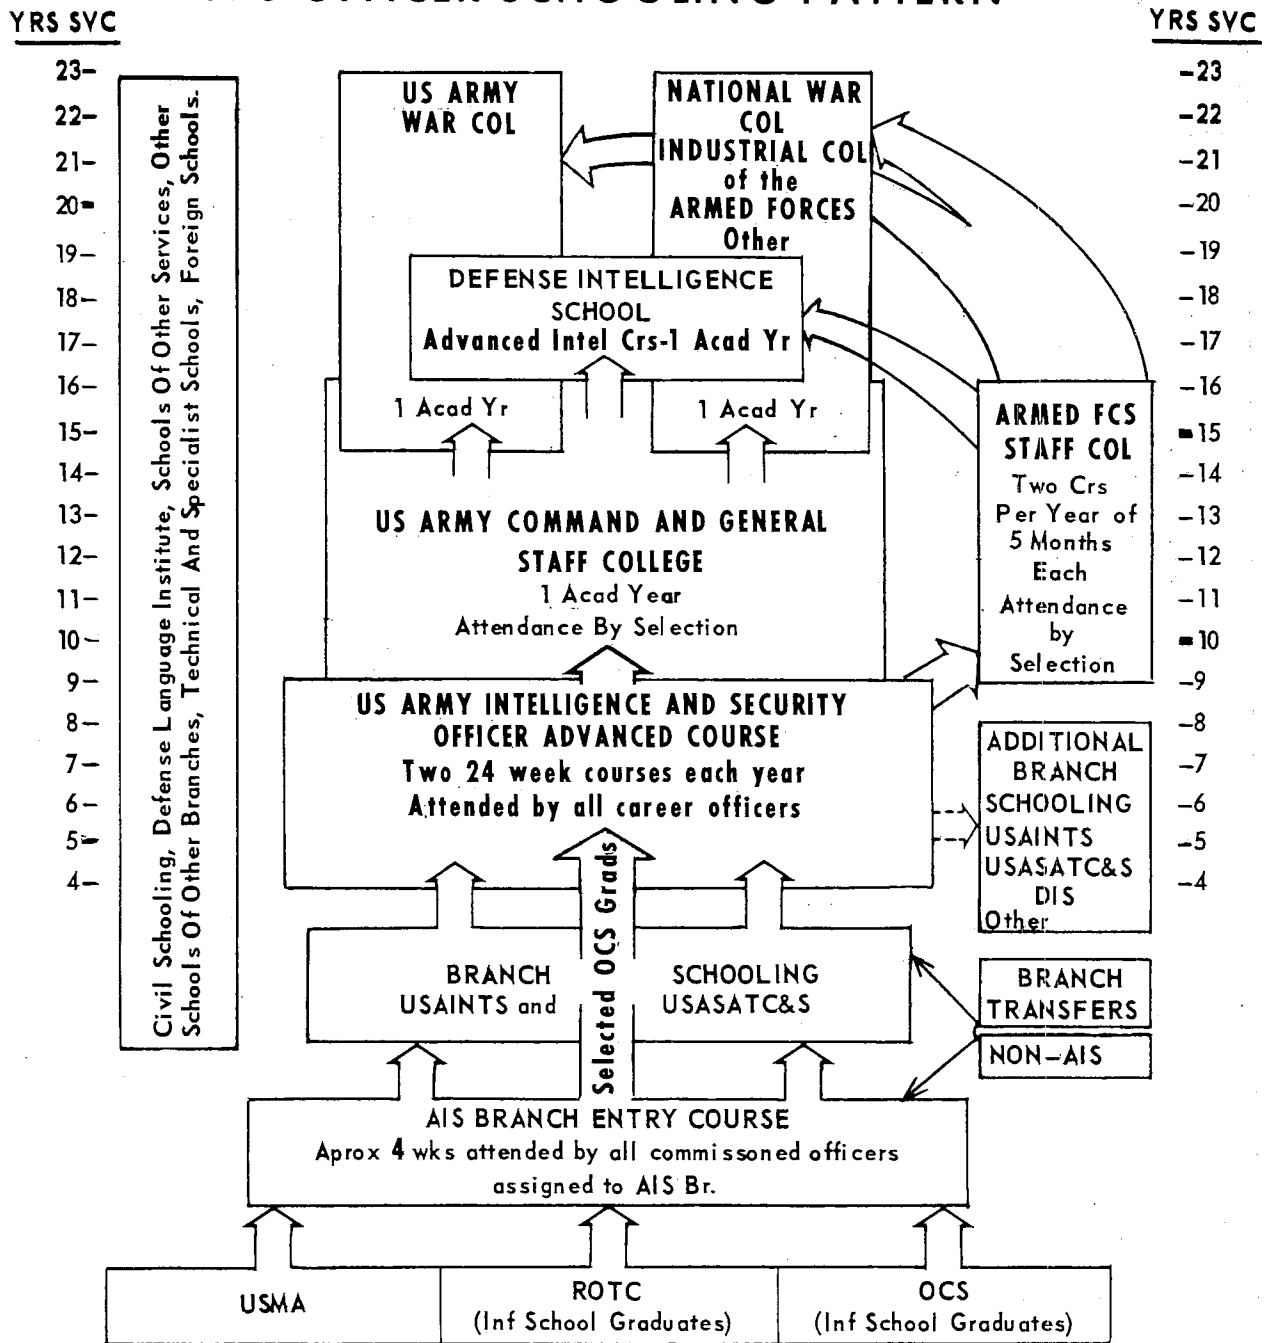 OFFICER SCHOOLING PATTERN
YRS SVC
YRS SVC
23-
22-
21-
20-
19-
18-
17-
16-
15-
14-
13-
12-
11-
10-
9-
8-
7-
6-
5-
4-
Civil Schooling, Defense Language Institute, Schools Of Other Services, Other
Schools Of Other Branches, Technical And Specialist Schools, Foreign Schools.
US ARMY
WAR COL
NATIONAL WAR
COL
INDUSTRIAL COL
of the
ARMED FORCES
Other
DEFENSE INTELLIGENCE
SCHOOL
Advanced Intel Crs-1 Acad Yr
1 Acad Yr
1 Acad Yr
US ARMY COMMAND AND GENERAL
STAFF COLLEGE
1 Acad Year
Attendance By Selection
US ARMY INTELLIGENCE AND SECURITY
OFFICER ADVANCED COURSE
Two 24 week courses each year
Attended by all career officers
Selected OCS Grads
BRANCH SCHOOLING
USAINTS and USASATC&S
AIS BRANCH ENTRY COURSE
Aprox 4 wks attended by all commissoned officers
assigned to AIS Br.
USMA
ROTC
(Inf School Graduates)
OCS
(Inf School Graduates)
ARMED FCS
STAFF COL
Two Crs
Per Year of
5 Months
Each
Attendance
by
Selection
ADDITIONAL
BRANCH
SCHOOLING
USAINTS
USASATC&S
DIS
Other
BRANCH
TRANSFERS
NON-AIS
-23
-22
-21
-20
-19
-18
-17
-16
-15
-14
-13
-12
-11
-10
-9
-8
-7
-6
-5
-4